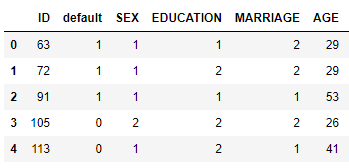 ID default SEX EDUCATION MARRIAGE AGE
0 63 1 1 1 2 29
1 72 1 1 2 2 29
2 91 1 1 1 1 53
3 105 0 2 2 2 26
4 113 0 1 2 1 41